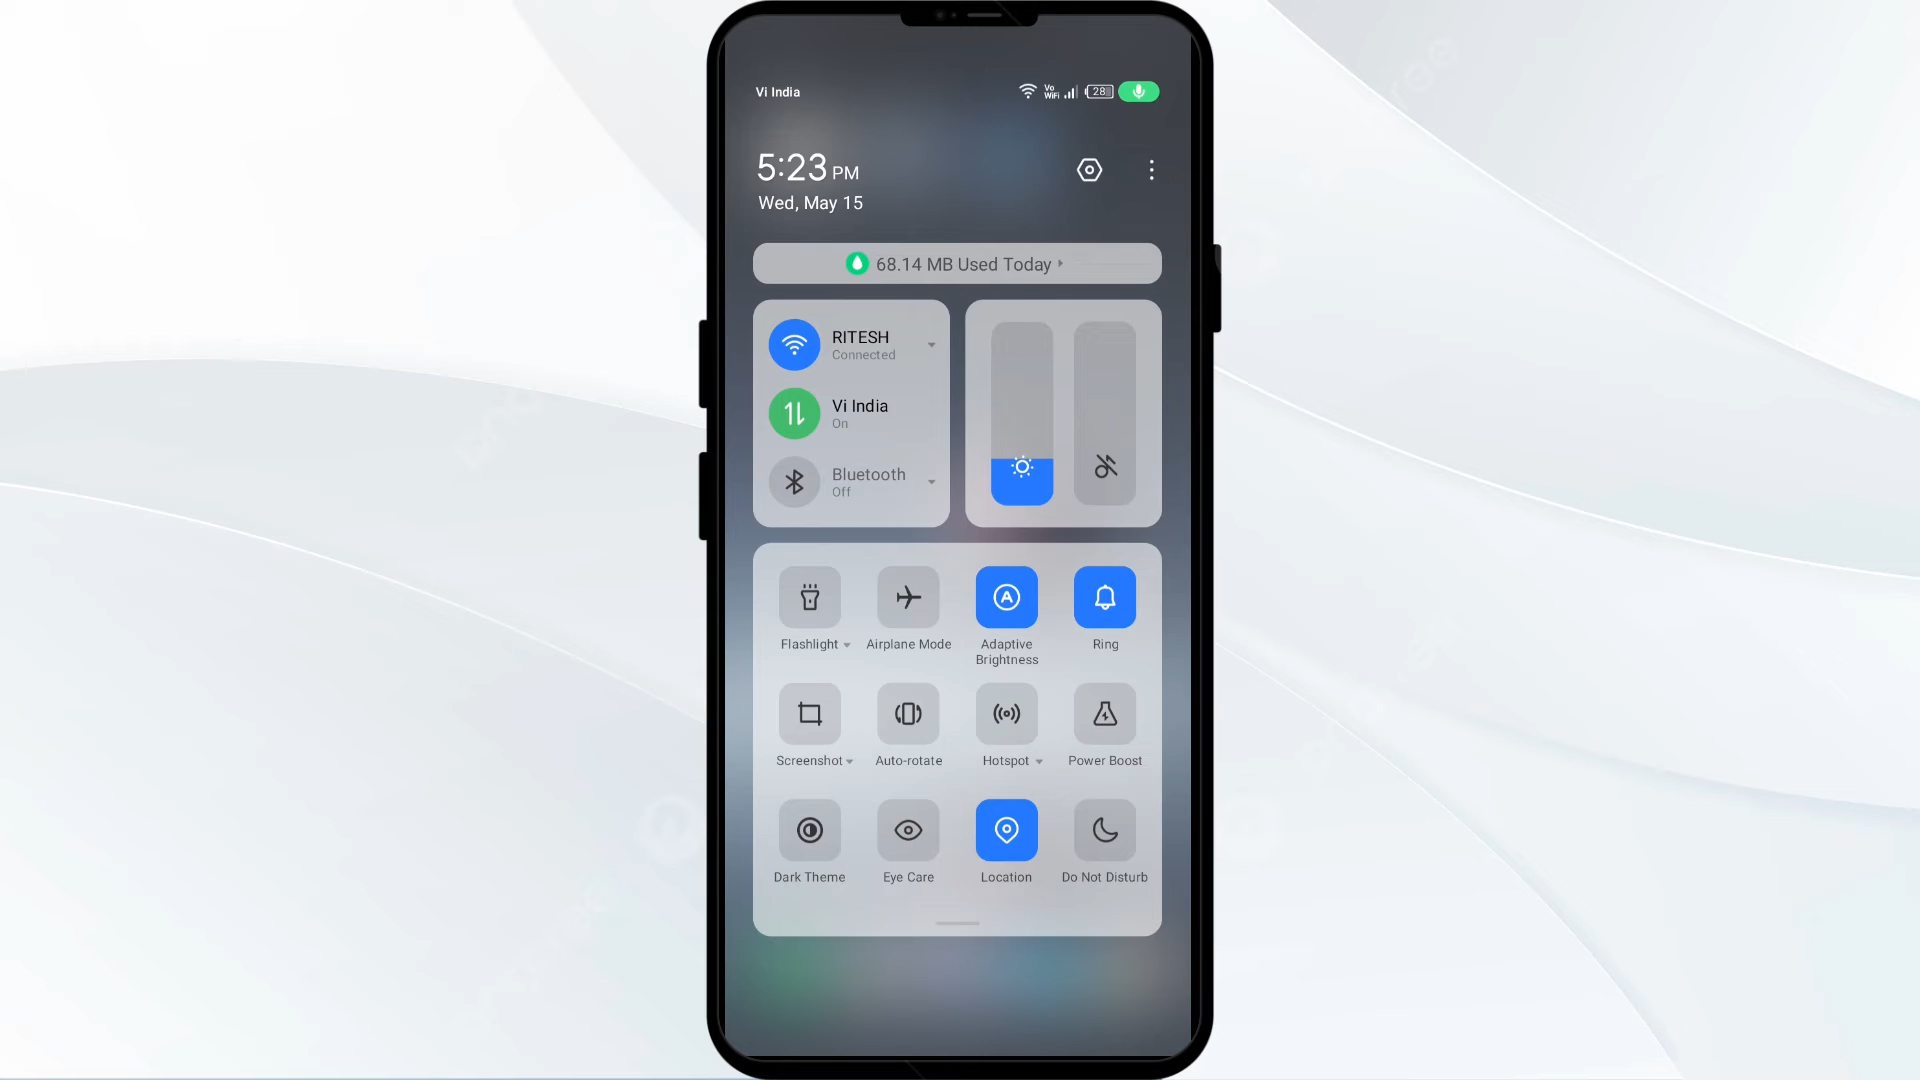 Vi India
Vo
WiFi
28
5:23 PM
Wed, May 15
68.14 MB Used Today
RITESH
Connected
Vi India
On
Bluetooth
Off
Flashlight
Airplane Mode
Adaptive
Brightness
Ring
Screenshot
Auto-rotate
Hotspot
Power Boost
Dark Theme
Eye Care
Location
Do Not Disturb